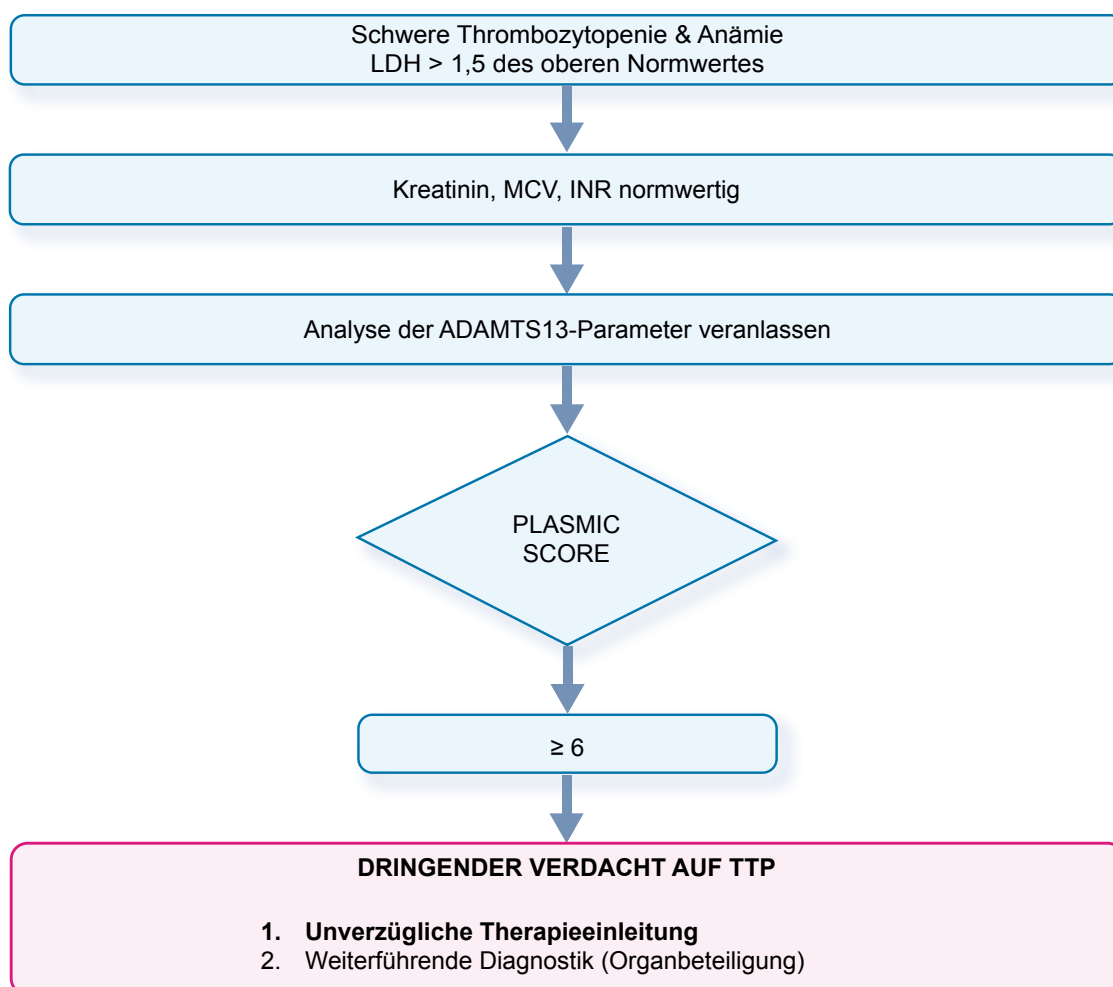 Schwere Thrombozytopenie & Anämie
LDH > 1,5 des oberen Normwertes
Kreatinin, MCV, INR normwertig
Analyse der ADAMTS13-Parameter veranlassen
PLASMIC
SCORE
≥ 6
DRINGENDER VERDACHT AUF TTP
1. Unverzügliche Therapieeinleitung
2. Weiterführende Diagnostik (Organbeteiligung)